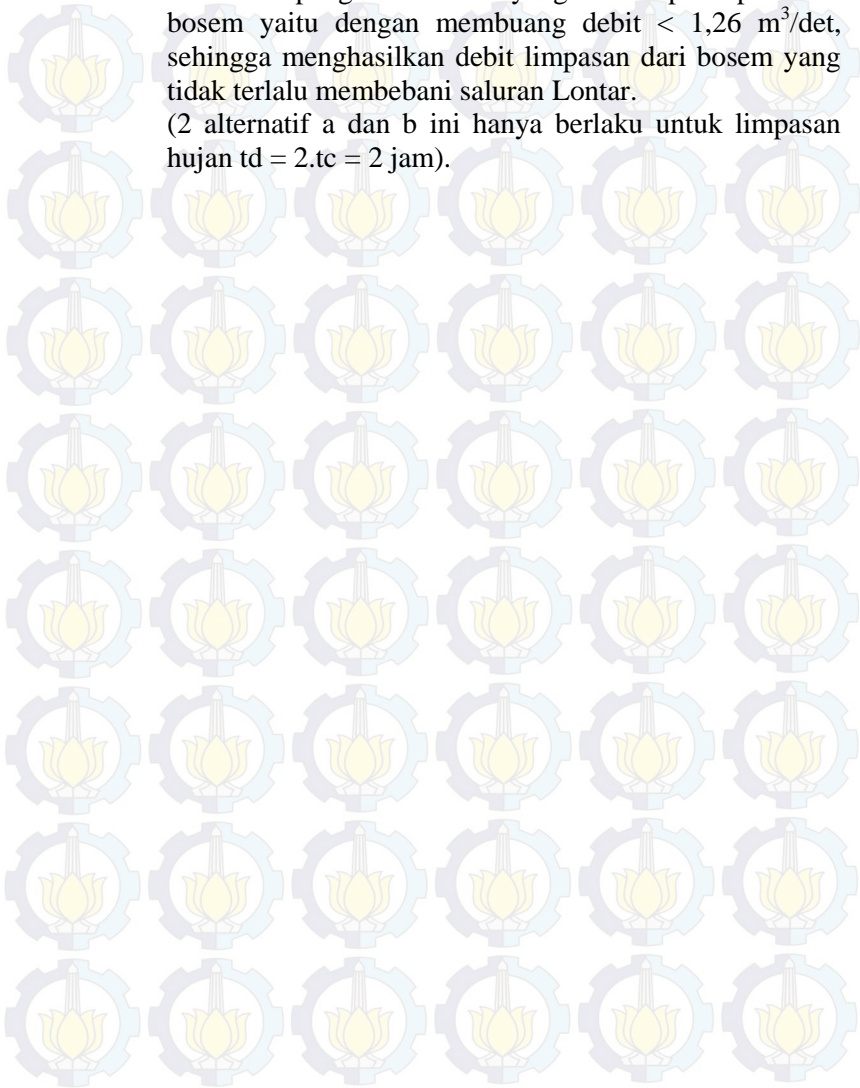 bosem yaitu dengan membuang debit < 1,26 m³/det,
sehingga menghasilkan debit limpasan dari bosem yang
tidak terlalu membebani saluran Lontar.
(2 alternatif a dan b ini hanya berlaku untuk limpasan
hujan td = 2.tc = 2 jam).